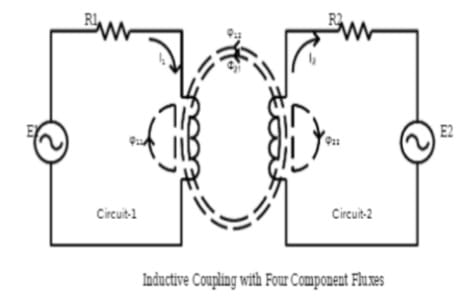 R1
R2
I₁
I₂
φ₁₂
Φ₂₁
E1
E2
φ₁₁
φ₂₂
Circuit-1
Circuit-2
Inductive Coupling with Four Component Fluxes